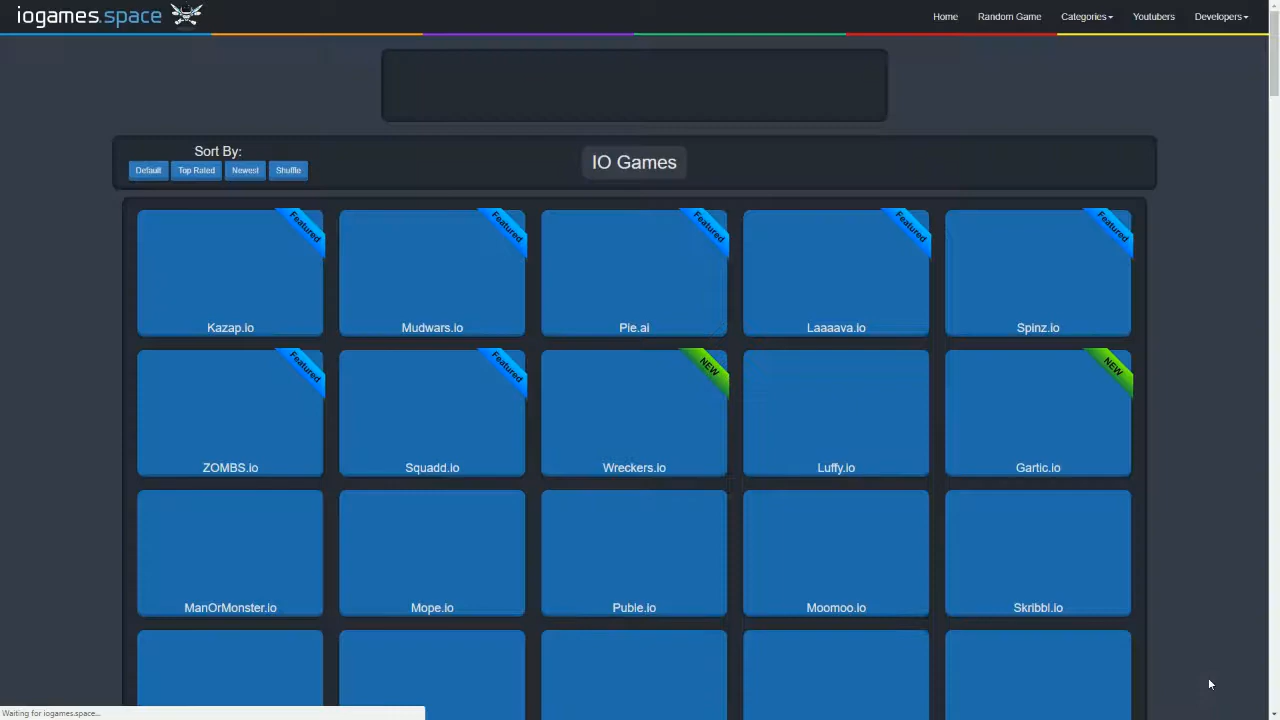 iogames.space
Home Random Game Categories Youtubers Developers
Sort By:
Default Top Rated Newest Shuffle
IO Games
Featured Featured Featured Featured Featured
Kazap.io Mudwars.io Pie.ai Laaaava.io Spinz.io
Featured Featured NEW NEW
ZOMBS.io Squadd.io Wreckers.io Luffy.io Gartic.io
ManOrMonster.io Mope.io Pubie.io Moomoo.io Skribbl.io
Waiting for iogames.space...